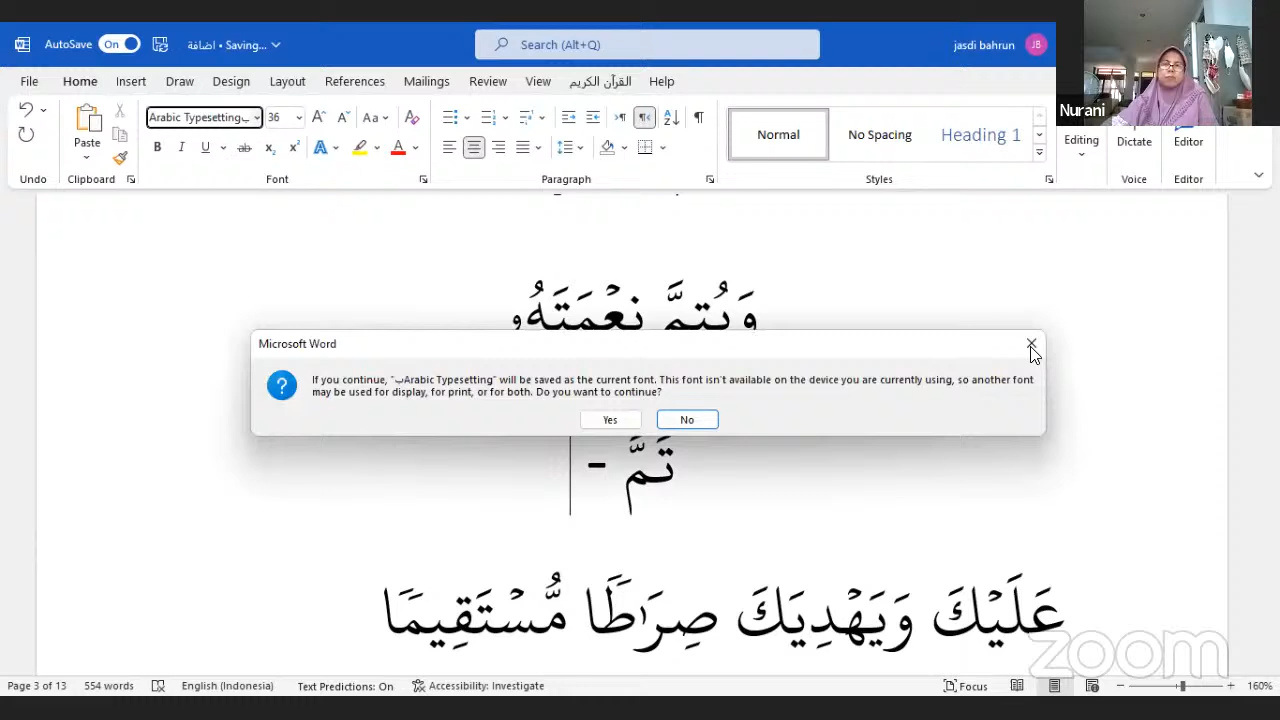 AutoSave On اضافة • Saving... Search (Alt+Q) jasdi bahrun JB
File Home Insert Draw Design Layout References Mailings Review View القرآن الكريم Help
Nurani
Arabic Typesettingب 36 Aa
Paste
Normal No Spacing Heading 1
Editing Dictate Editor
Undo Clipboard Font Paragraph Styles Voice Editor
وَيُتِمَّ نِعْمَتَهُۥ
Microsoft Word
If you continue, "بArabic Typesetting" will be saved as the current font. This font isn't available on the device you are currently using, so another font
may be used for display, for print, or for both. Do you want to continue?
Yes No
تَمَّ -
عَلَيْكَ وَيَهْدِيَكَ صِرَٰطًا مُّسْتَقِيمًا
zoom
Page 3 of 13 554 words English (Indonesia) Text Predictions: On Accessibility: Investigate Focus 160%